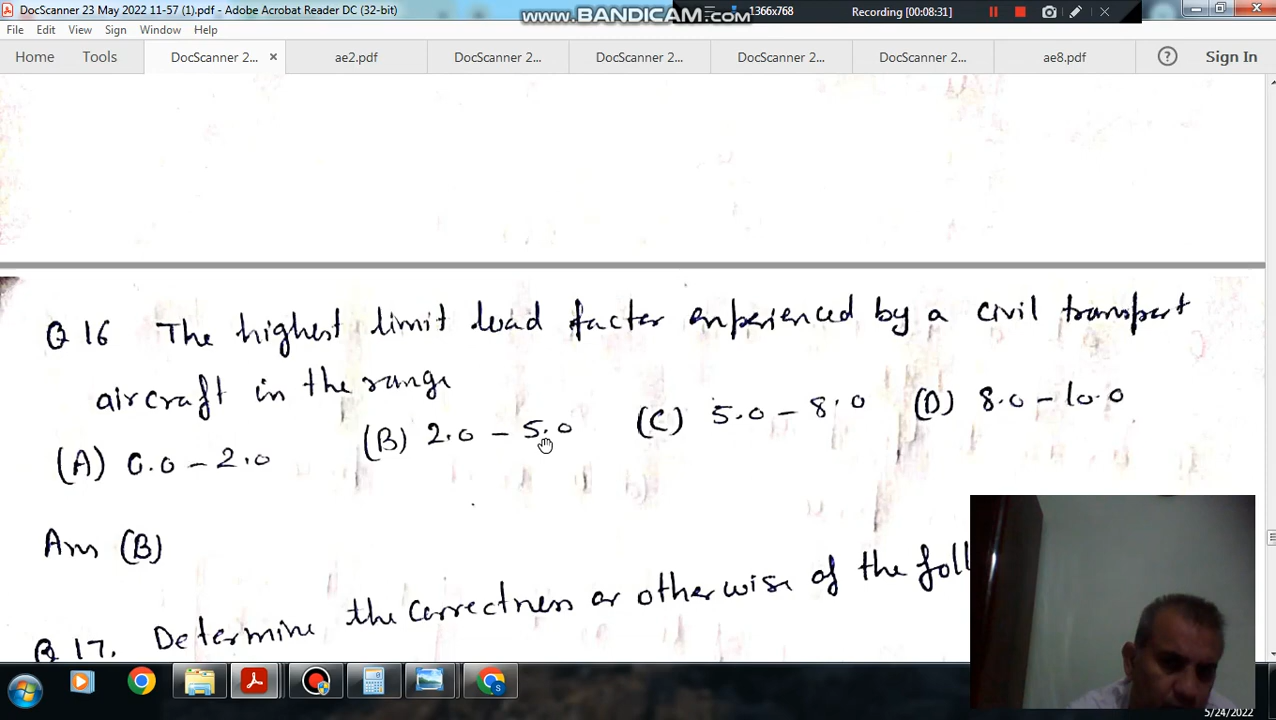 DocScanner 23 May 2022 11-57 (1).pdf - Adobe Acrobat Reader DC (32-bit)
www.BANDICAM.com
1366x768
Recording [00:08:31]
File Edit View Sign Window Help
Home Tools DocScanner 2... × ae2.pdf DocScanner 2... DocScanner 2... DocScanner 2... DocScanner 2... ae8.pdf ? Sign In
Q 16 The highest limit load factor experienced by a civil transport
aircraft in the range
(A) 0.0 - 2.0 (B) 2.0 - 5.0 (C) 5.0 - 8.0 (D) 8.0 - 10.0
Ans (B)
Q 17. Determine the correctness or otherwise of the foll
5/24/2022